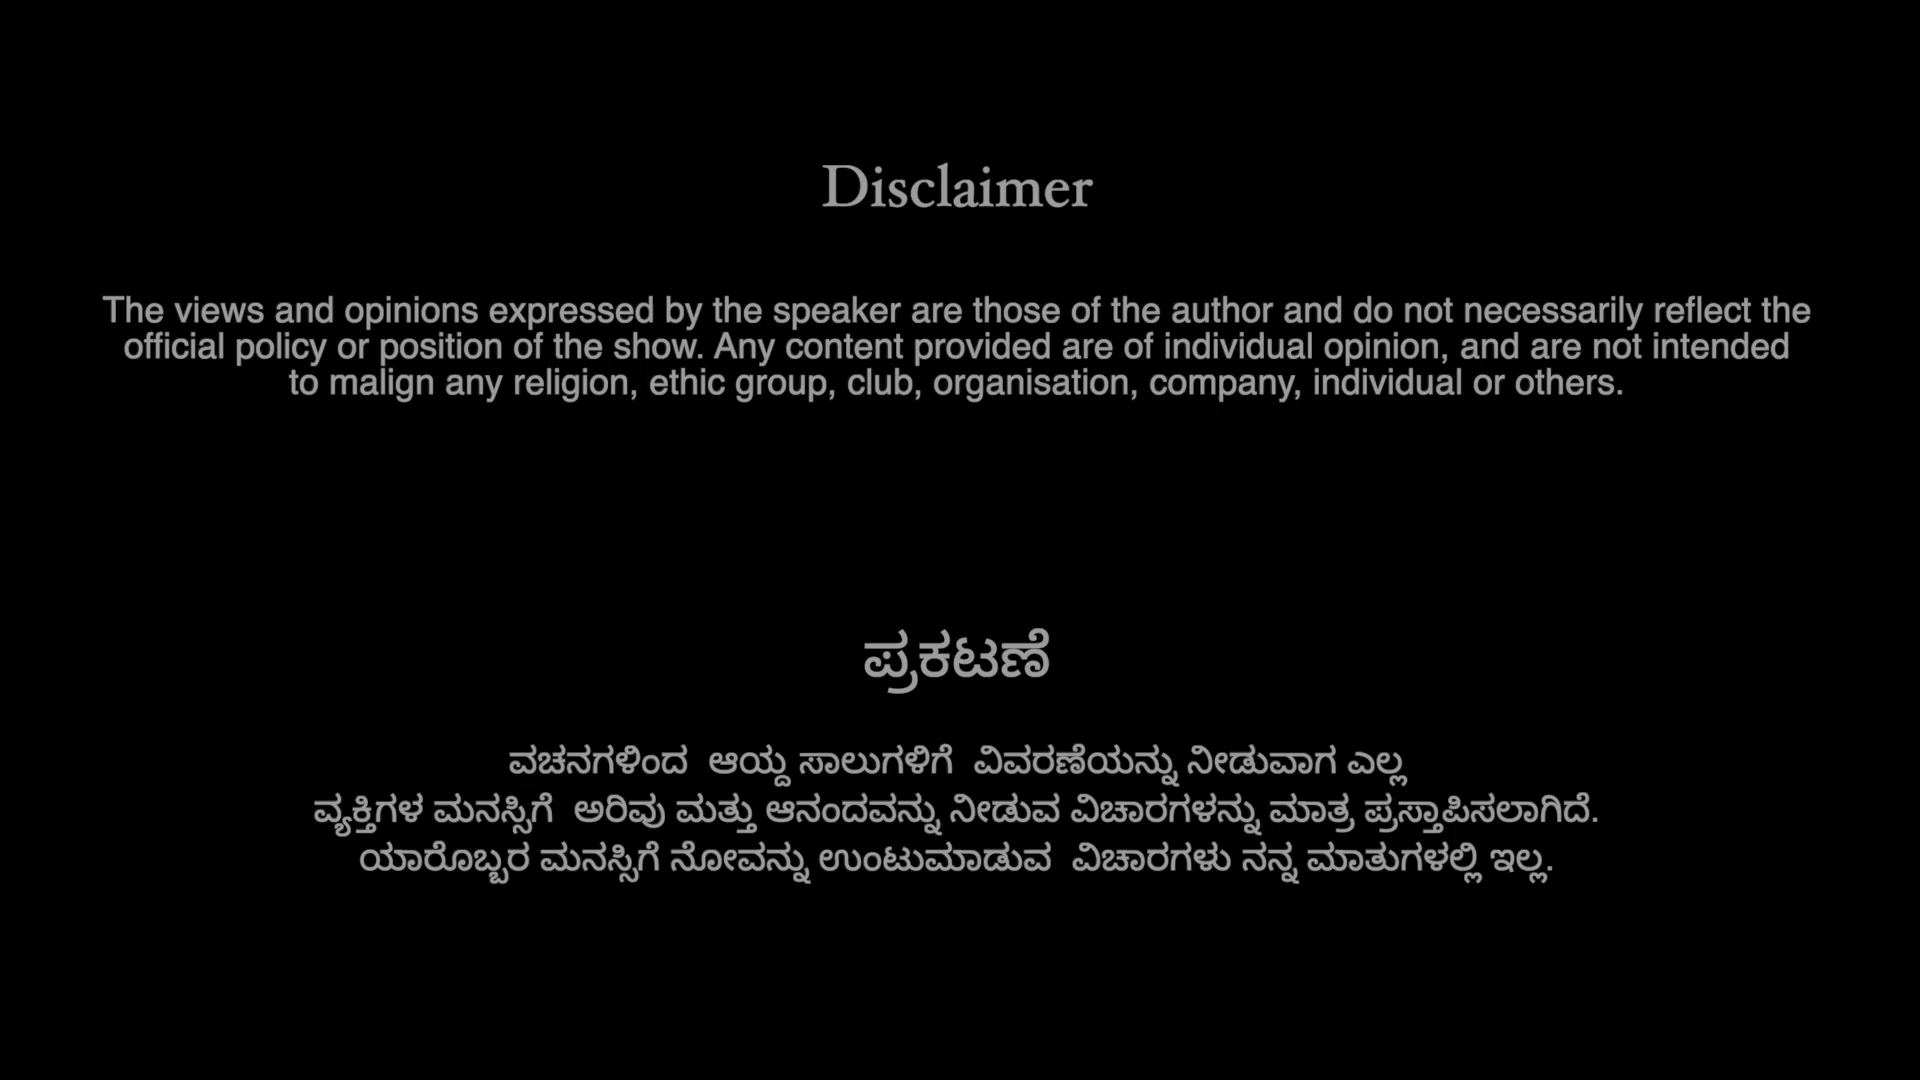 Disclaimer
The views and opinions expressed by the speaker are those of the author and do not necessarily reflect the
official policy or position of the show. Any content provided are of individual opinion, and are not intended
to malign any religion, ethic group, club, organisation, company, individual or others.
ಪ್ರಕಟಣೆ
ವಚನಗಳಿಂದ ಆಯ್ದ ಸಾಲುಗಳಿಗೆ ವಿವರಣೆಯನ್ನು ನೀಡುವಾಗ ಎಲ್ಲ
ವ್ಯಕ್ತಿಗಳ ಮನಸ್ಸಿಗೆ ಅರಿವು ಮತ್ತು ಆನಂದವನ್ನು ನೀಡುವ ವಿಚಾರಗಳನ್ನು ಮಾತ್ರ ಪ್ರಸ್ತಾಪಿಸಲಾಗಿದೆ.
ಯಾರೊಬ್ಬರ ಮನಸ್ಸಿಗೆ ನೋವನ್ನು ಉಂಟುಮಾಡುವ ವಿಚಾರಗಳು ನನ್ನ ಮಾತುಗಳಲ್ಲಿ ಇಲ್ಲ.